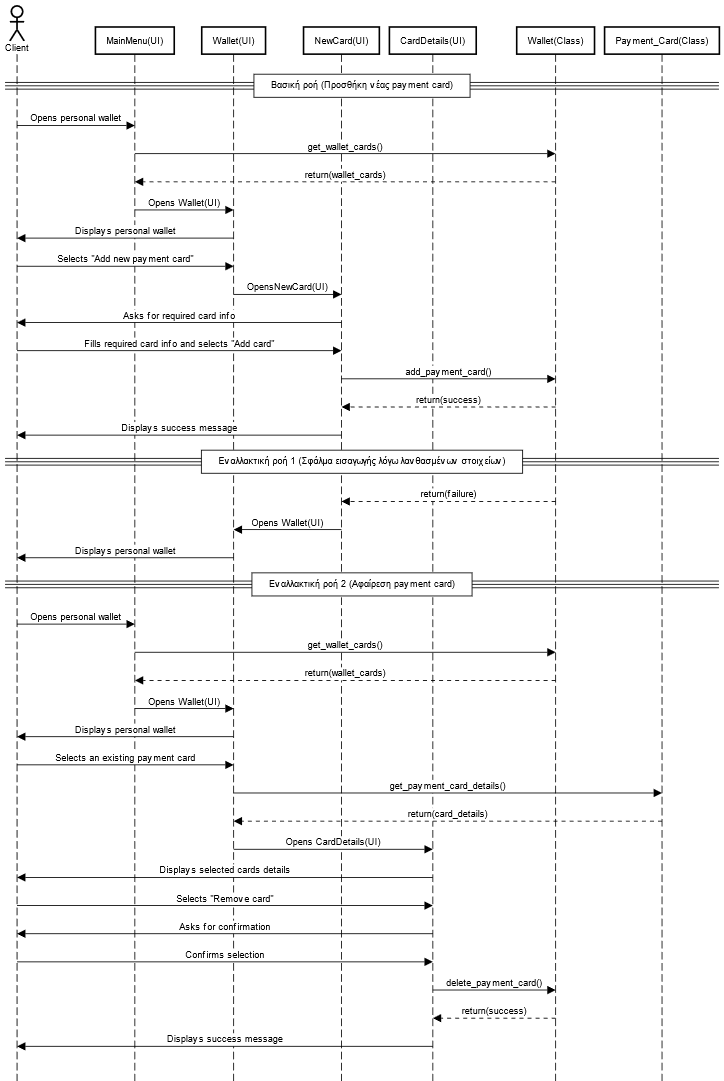 Client
MainMenu(UI)
Wallet(UI)
NewCard(UI)
CardDetails(UI)
Wallet(Class)
Payment_Card(Class)
Βασική ροή (Προσθήκη νέας payment card)
Opens personal wallet
get_wallet_cards()
return(wallet_cards)
Opens Wallet(UI)
Displays personal wallet
Selects "Add new payment card"
OpensNewCard(UI)
Asks for required card info
Fills required card info and selects "Add card"
add_payment_card()
return(success)
Displays success message
Εναλλακτική ροή 1 (Σφάλμα εισαγωγής λόγω λανθασμένων στοιχείων)
return(failure)
Opens Wallet(UI)
Displays personal wallet
Εναλλακτική ροή 2 (Αφαίρεση payment card)
Opens personal wallet
get_wallet_cards()
return(wallet_cards)
Opens Wallet(UI)
Displays personal wallet
Selects an existing payment card
get_payment_card_details()
return(card_details)
Opens CardDetails(UI)
Displays selected cards details
Selects "Remove card"
Asks for confirmation
Confirms selection
delete_payment_card()
return(success)
Displays success message